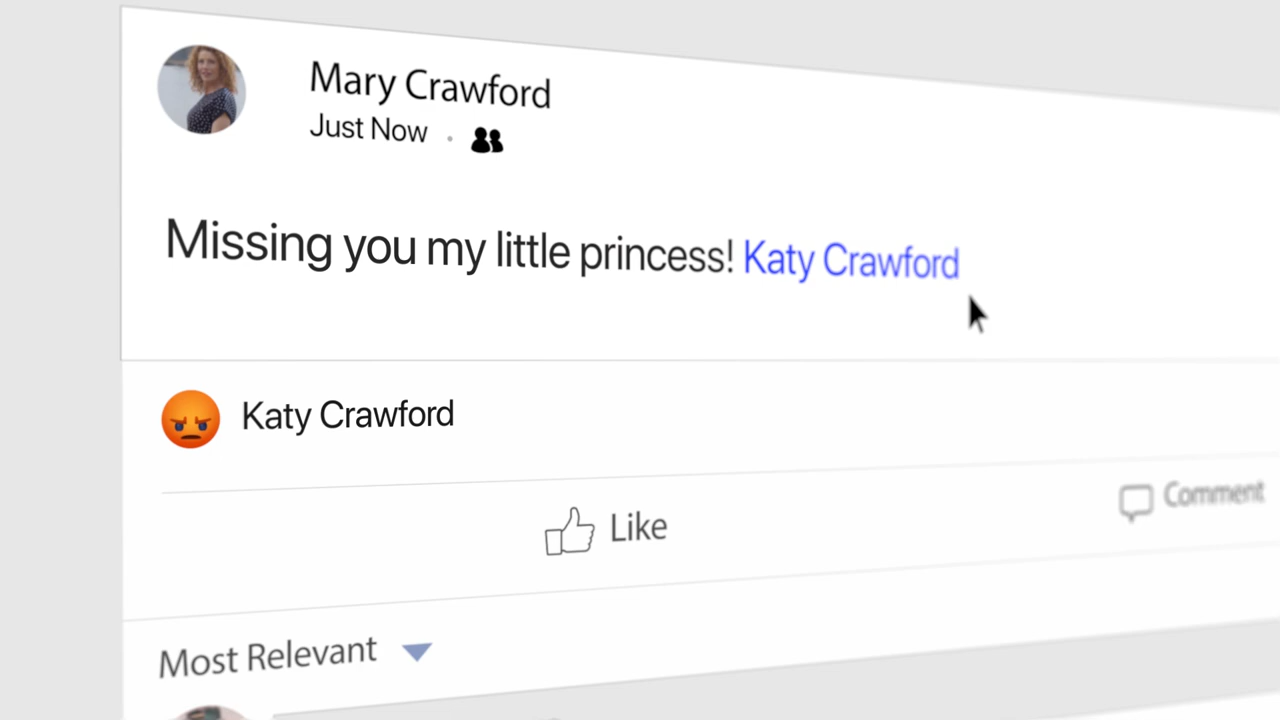 Mary Crawford
Just Now
Missing you my little princess! Katy Crawford
Katy Crawford
Like
Comment
Most Relevant